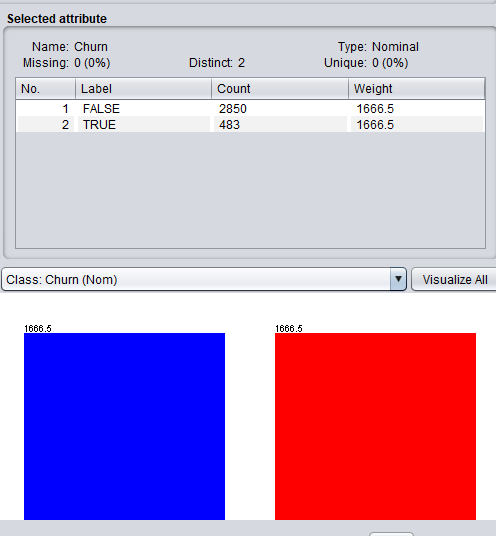 Selected attribute
Name: Churn Type: Nominal
Missing: 0 (0%) Distinct: 2 Unique: 0 (0%)
No. Label Count Weight
1 FALSE 2850 1666.5
2 TRUE 483 1666.5
Class: Churn (Nom) Visualize All
1666.5 1666.5